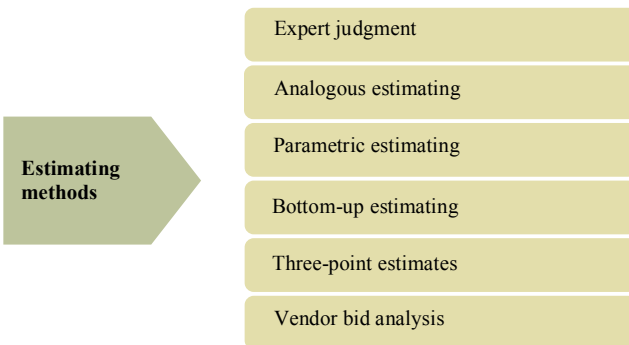 Expert judgment
Analogous estimating
Parametric estimating
Estimating
methods
Bottom-up estimating
Three-point estimates
Vendor bid analysis